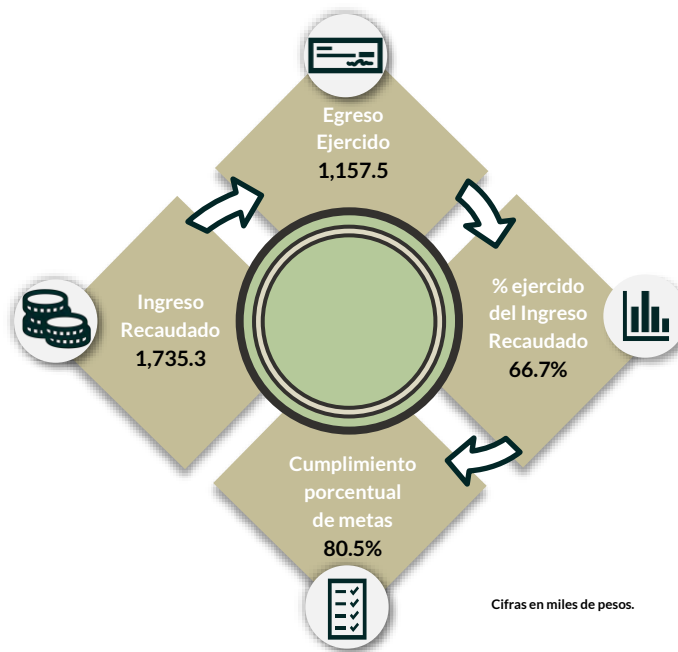 Egreso
Ejercido
1,157.5
Ingreso
Recaudado
1,735.3
% ejercido
del Ingreso
Recaudado
66.7%
Cumplimiento
porcentual
de metas
80.5%
Cifras en miles de pesos.